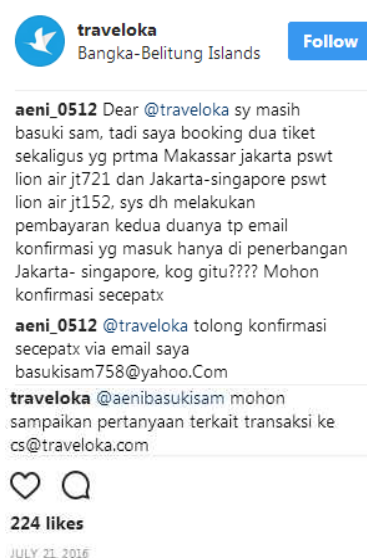 traveloka
Bangka-Belitung Islands
Follow
aeni_0512 Dear @traveloka sy masih
basuki sam, tadi saya booking dua tiket
sekaligus yg prtma Makassar jakarta pswt
lion air jt721 dan Jakarta-singapore pswt
lion air jt152, sys dh melakukan
pembayaran kedua duanya tp email
konfirmasi yg masuk hanya di penerbangan
Jakarta- singapore, kog gitu???? Mohon
konfirmasi secepatx
aeni_0512 @traveloka tolong konfirmasi
secepatx via email saya
basukisam758@yahoo.Com
traveloka @aenibasukisam mohon
sampaikan pertanyaan terkait transaksi ke
cs@traveloka.com
224 likes
JULY 21, 2016